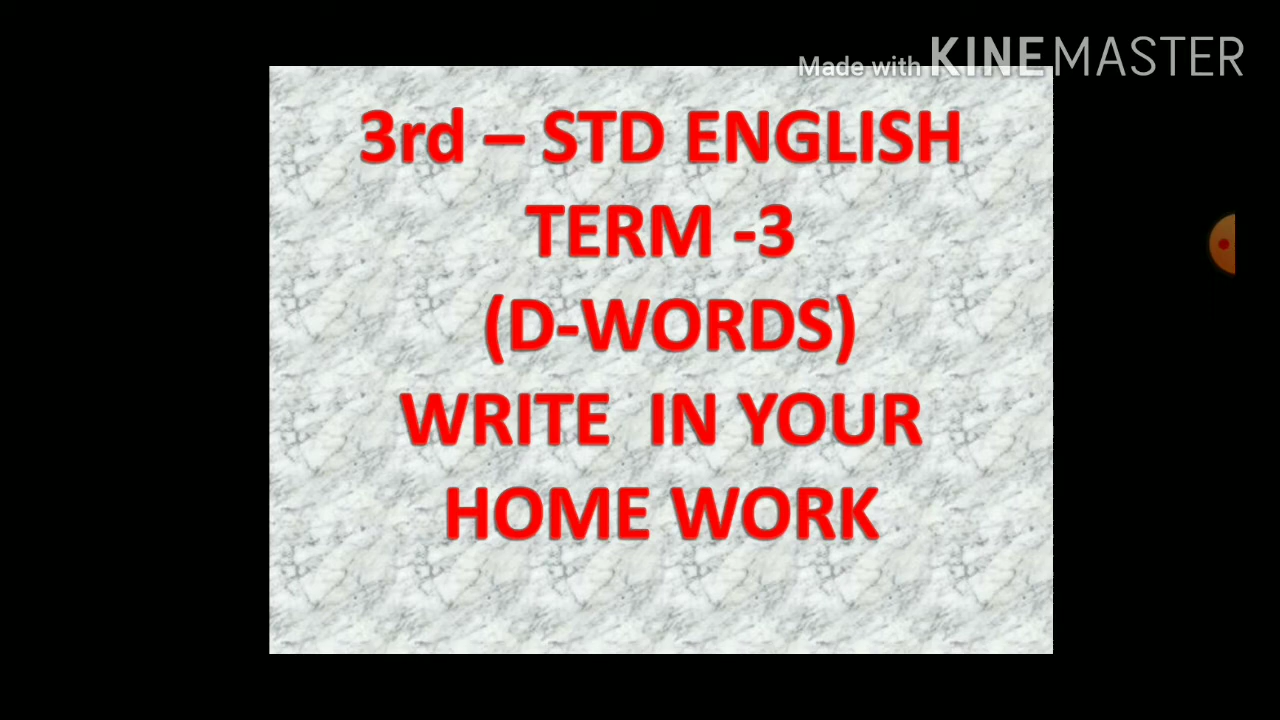 Made with KINEMASTER
3rd – STD ENGLISH
TERM -3
(D-WORDS)
WRITE  IN YOUR
HOME WORK